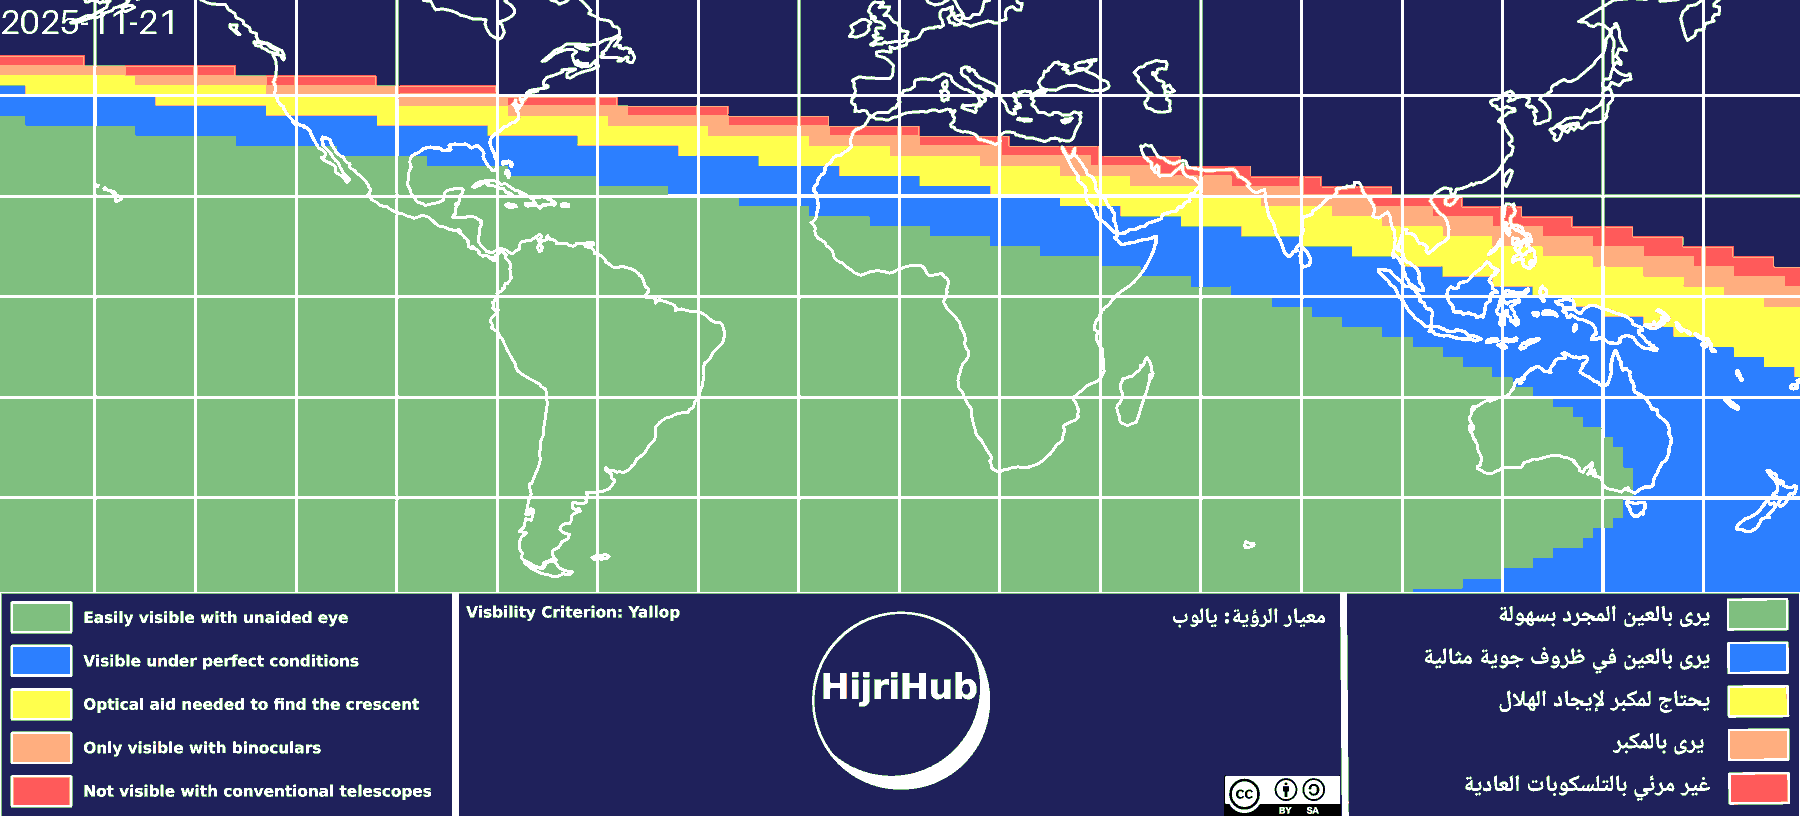 2025-11-21
Easily visible with unaided eye
Visible under perfect conditions
Optical aid needed to find the crescent
Only visible with binoculars
Not visible with conventional telescopes
Visbility Criterion: Yallop
معيار الرؤية: يالوب
HijriHub
cc
BY SA
يرى بالعين المجرد بسهولة
يرى بالعين في ظروف جوية مثالية
يحتاج لمكبر لإيجاد الهلال
يرى بالمكبر
غير مرئي بالتلسكوبات العادية